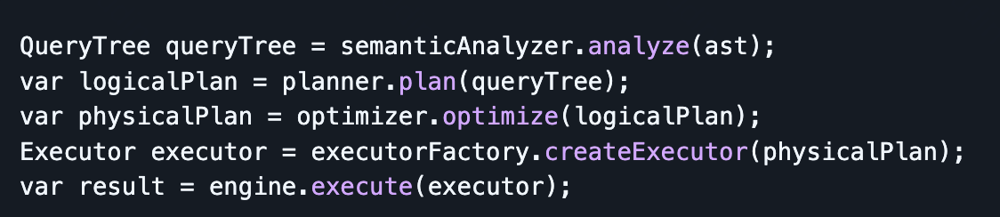 QueryTree queryTree = semanticAnalyzer.analyze(ast);
var logicalPlan = planner.plan(queryTree);
var physicalPlan = optimizer.optimize(logicalPlan);
Executor executor = executorFactory.createExecutor(physicalPlan);
var result = engine.execute(executor);